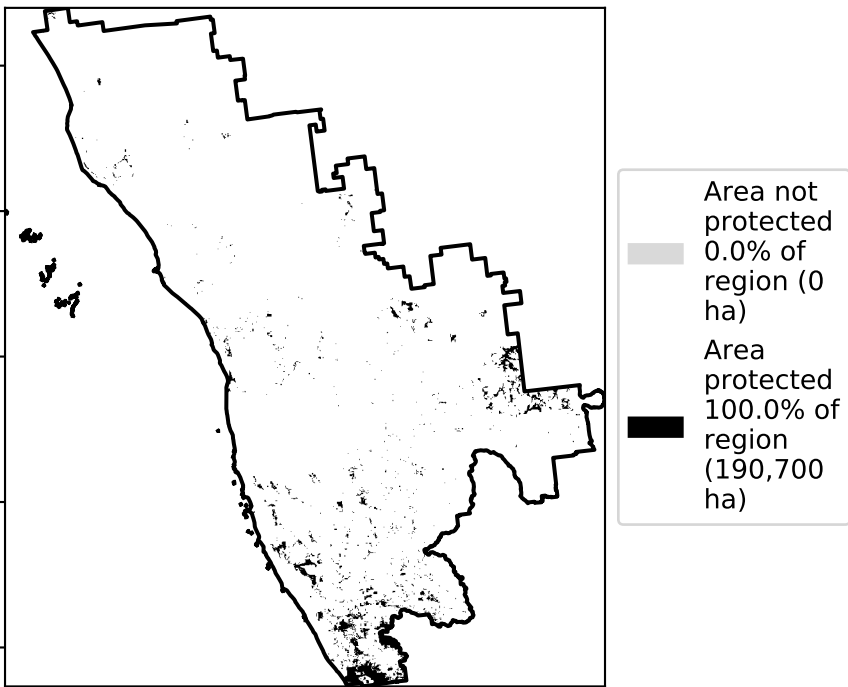 Area not
protected
0.0% of
region (0
ha)
Area
protected
100.0% of
region
(190,700
ha)